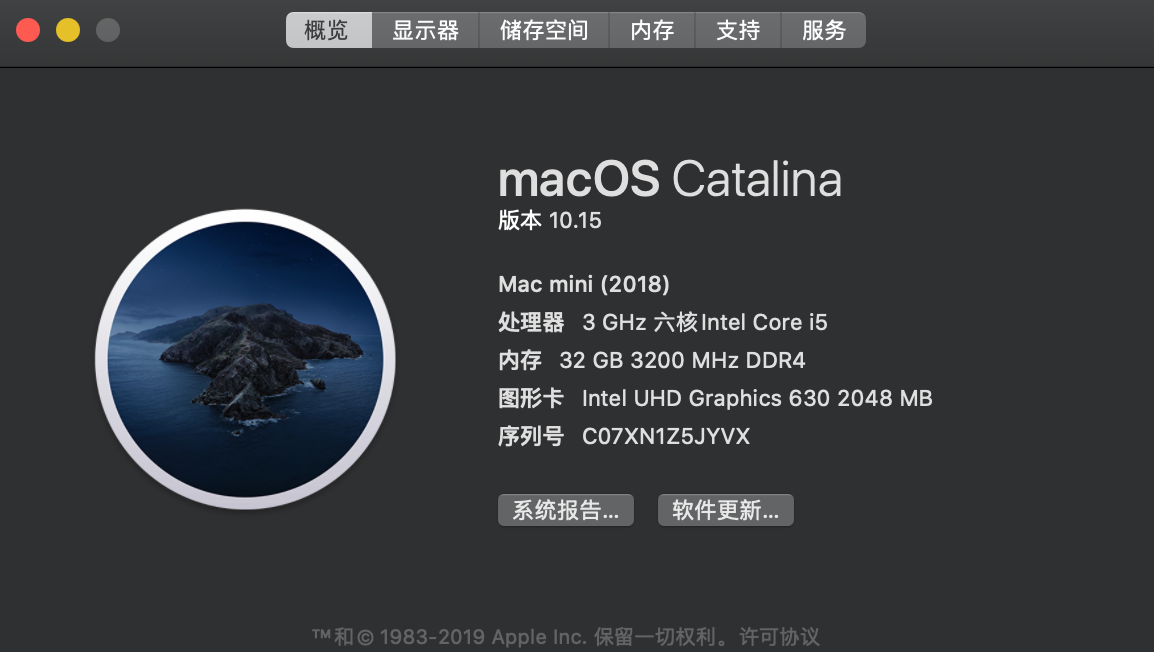 概览 显示器 储存空间 内存 支持 服务
macOS Catalina
版本 10.15
Mac mini (2018)
处理器 3 GHz 六核Intel Core i5
内存 32 GB 3200 MHz DDR4
图形卡 Intel UHD Graphics 630 2048 MB
序列号 C07XN1Z5JYVX
系统报告... 软件更新...
™和© 1983-2019 Apple Inc. 保留一切权利。许可协议